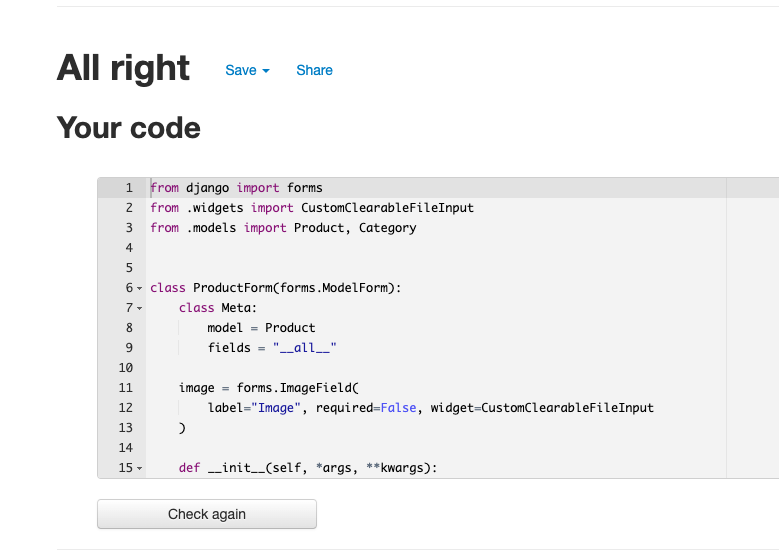 All right Save Share
Your code
1 from django import forms
2 from .widgets import CustomClearableFileInput
3 from .models import Product, Category
4
5
6 class ProductForm(forms.ModelForm):
7     class Meta:
8         model = Product
9         fields = "__all__"
10
11     image = forms.ImageField(
12         label="Image", required=False, widget=CustomClearableFileInput
13     )
14
15     def __init__(self, *args, **kwargs):
Check again